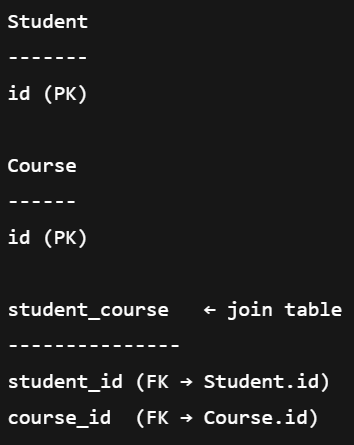 Student
-------
id (PK)
Course
------
id (PK)
student_course   ← join table
---------------
student_id (FK → Student.id)
course_id  (FK → Course.id)